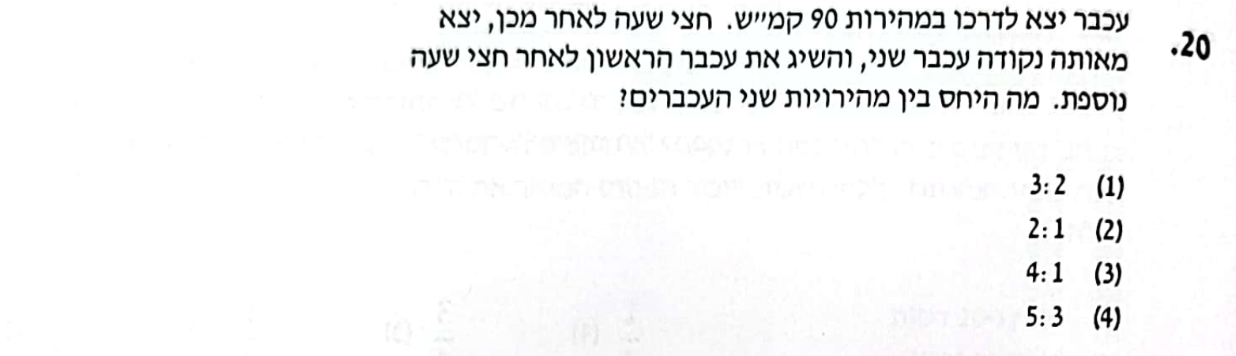 20. עכבר יצא לדרכו במהירות 90 קמ״ש. חצי שעה לאחר מכן, יצא
מאותה נקודה עכבר שני, והשיג את עכבר הראשון לאחר חצי שעה
נוספת. מה היחס בין מהירויות שני העכברים?
(1) 3:2
(2) 2:1
(3) 4:1
(4) 5:3